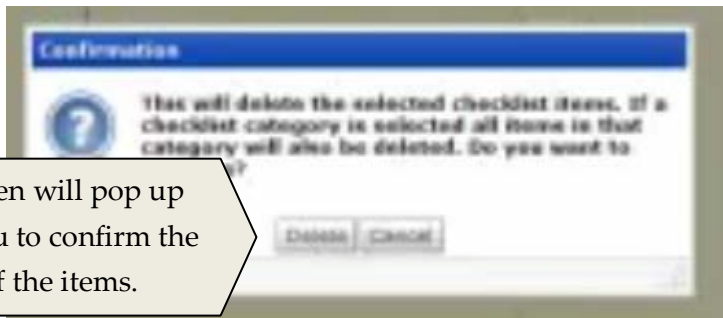 Confirmation
This will delete the selected checklist items. If a
checklist category is selected all items in that
category will also be deleted. Do you want to
?
en will pop up
u to confirm the
f the items.
Delete Cancel